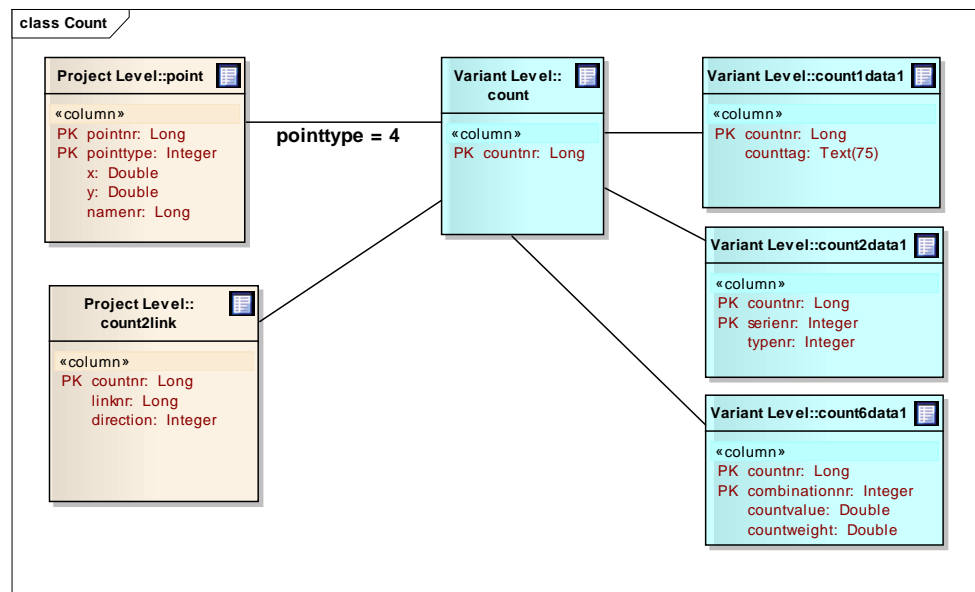 class Count
Project Level::point
«column»
PK pointnr: Long
PK pointtype: Integer
x: Double
y: Double
namenr: Long
pointtype = 4
Variant Level::
count
«column»
PK countnr: Long
Variant Level::count1data1
«column»
PK countnr: Long
counttag: Text(75)
Variant Level::count2data1
«column»
PK countnr: Long
PK serienr: Integer
typenr: Integer
Project Level::
count2link
«column»
PK countnr: Long
linknr: Long
direction: Integer
Variant Level::count6data1
«column»
PK countnr: Long
PK combinationnr: Integer
countvalue: Double
countweight: Double